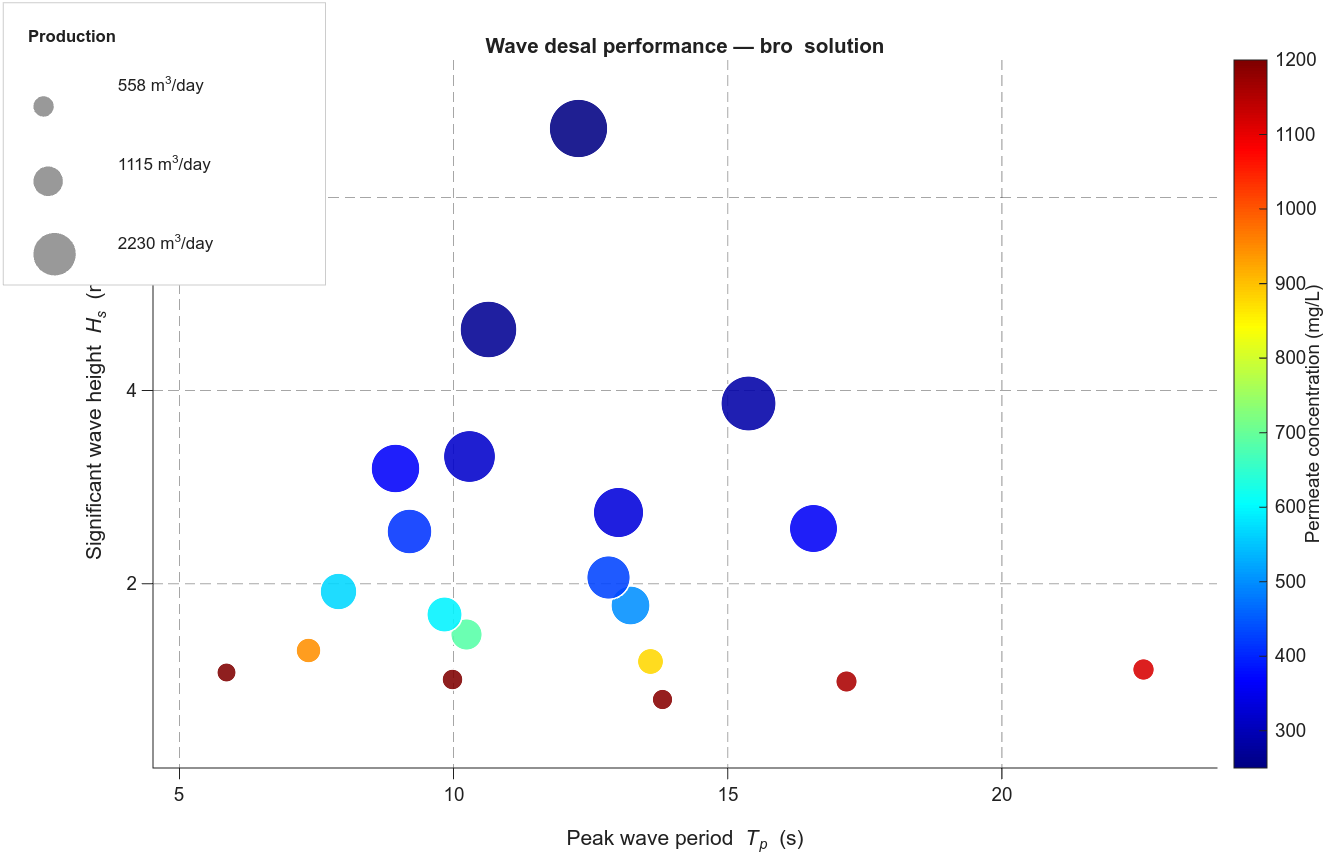 Production
558 m³/day
1115 m³/day
2230 m³/day
Wave desal performance — bro  solution
Significant wave height  Hₛ
4
2
5
10
15
20
Peak wave period  Tₚ  (s)
1200
1100
1000
900
800
700
600
500
400
300
Permeate concentration (mg/L)